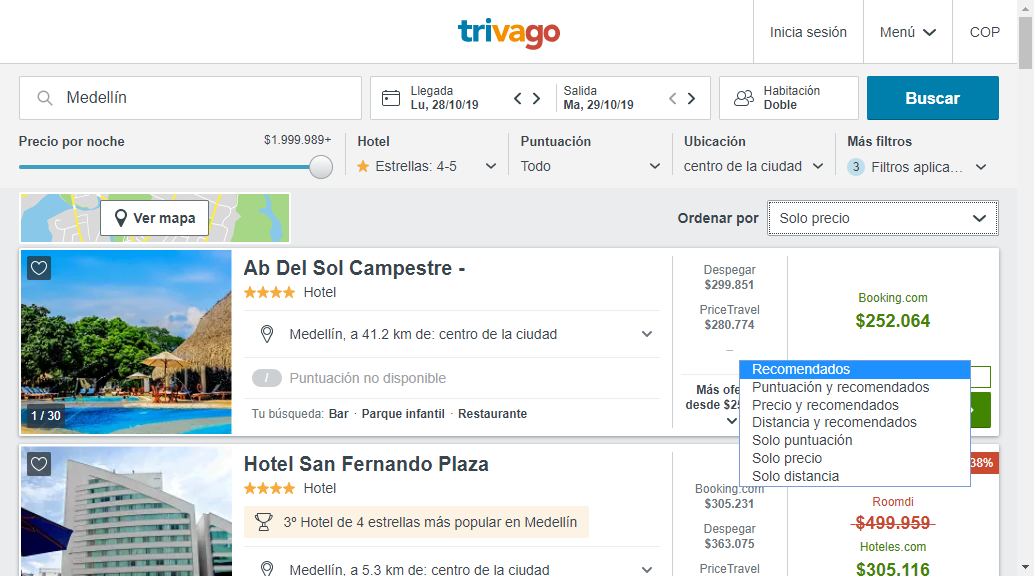 trivago
Inicia sesión
Menú
COP
Medellín
Llegada
Lu, 28/10/19
Salida
Ma, 29/10/19
Habitación
Doble
Buscar
Precio por noche
$1.999.989+
Hotel
Estrellas: 4-5
Puntuación
Todo
Ubicación
centro de la ciudad
Más filtros
3 Filtros aplica...
Ver mapa
Ordenar por
Solo precio
Ab Del Sol Campestre -
Hotel
Medellín, a 41.2 km de: centro de la ciudad
/ Puntuación no disponible
Tu búsqueda: Bar · Parque infantil · Restaurante
1 / 30
Despegar
$299.851
PriceTravel
$280.774
–
Más ofe
desde $25
Booking.com
$252.064
Recomendados
Puntuación y recomendados
Precio y recomendados
Distancia y recomendados
Solo puntuación
Solo precio
Solo distancia
Hotel San Fernando Plaza
Hotel
3º Hotel de 4 estrellas más popular en Medellín
Medellín, a 5.3 km de: centro de la ciudad
Booking.com
$305.231
Despegar
$363.075
PriceTravel
38%
Roomdi
$499.959
Hoteles.com
$305.116